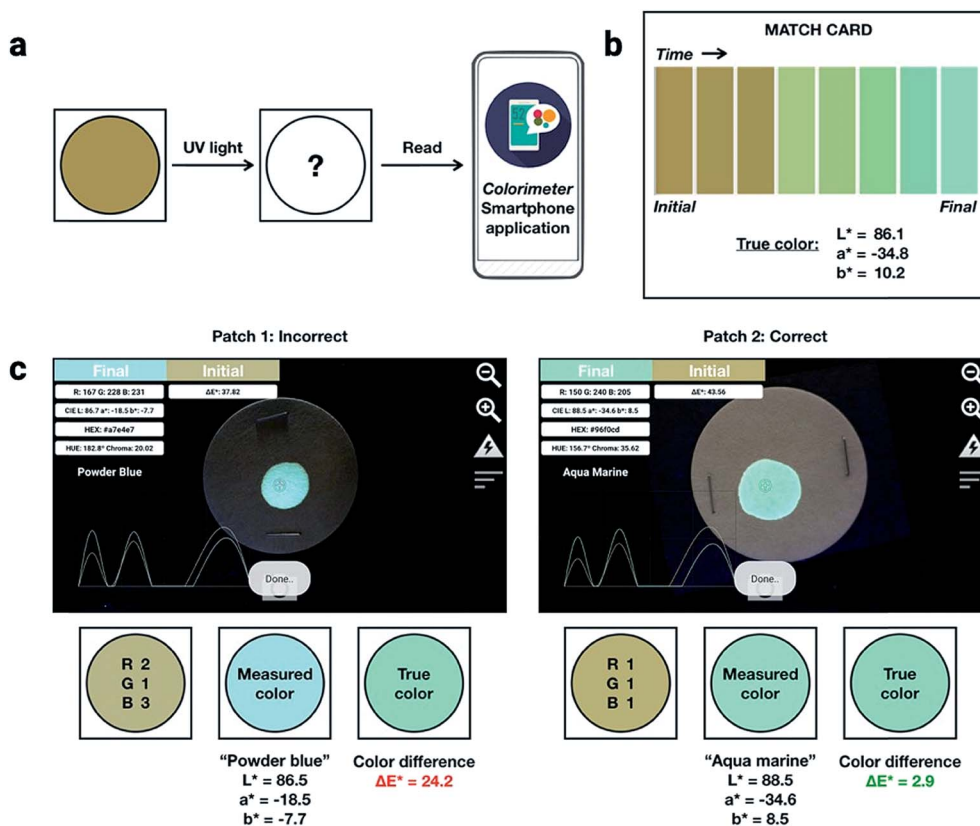 a
UV light
?
Read
52
Colorimeter
Smartphone
application
b
MATCH CARD
Time
Initial
Final
True color:
L* = 86.1
a* = -34.8
b* = 10.2
c
Patch 1: Incorrect
Final
Initial
R: 167 G: 228 B: 231
ΔE*: 37.82
CIE L: 86.7 a*: -18.5 b*: -7.7
HEX: #a7e4e7
HUE: 182.8° Chroma: 20.02
Powder Blue
Done..
R 2
G 1
B 3
Measured
color
True
color
"Powder blue"
L* = 86.5
a* = -18.5
b* = -7.7
Color difference
ΔE* = 24.2
Patch 2: Correct
Final
Initial
R: 150 G: 240 B: 205
ΔE*: 43.56
CIE L: 88.5 a*: -34.6 b*: 8.5
HEX: #96f0cd
HUE: 156.7° Chroma: 35.62
Aqua Marine
Done..
R 1
G 1
B 1
Measured
color
True
color
"Aqua marine"
L* = 88.5
a* = -34.6
b* = 8.5
Color difference
ΔE* = 2.9